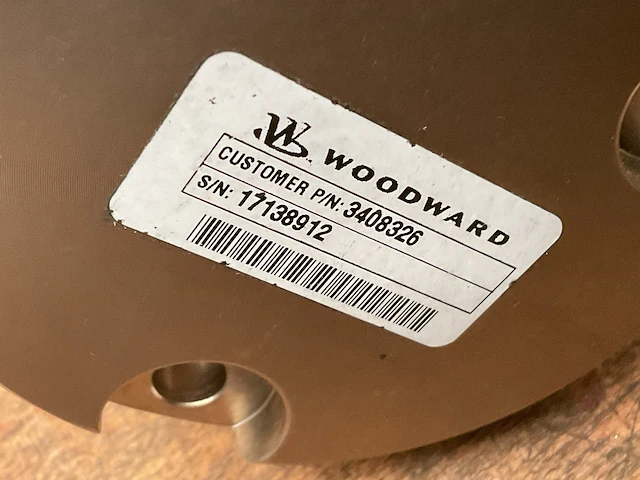 W
WOODWARD
CUSTOMER P/N: 3408326
S/N: 17138912